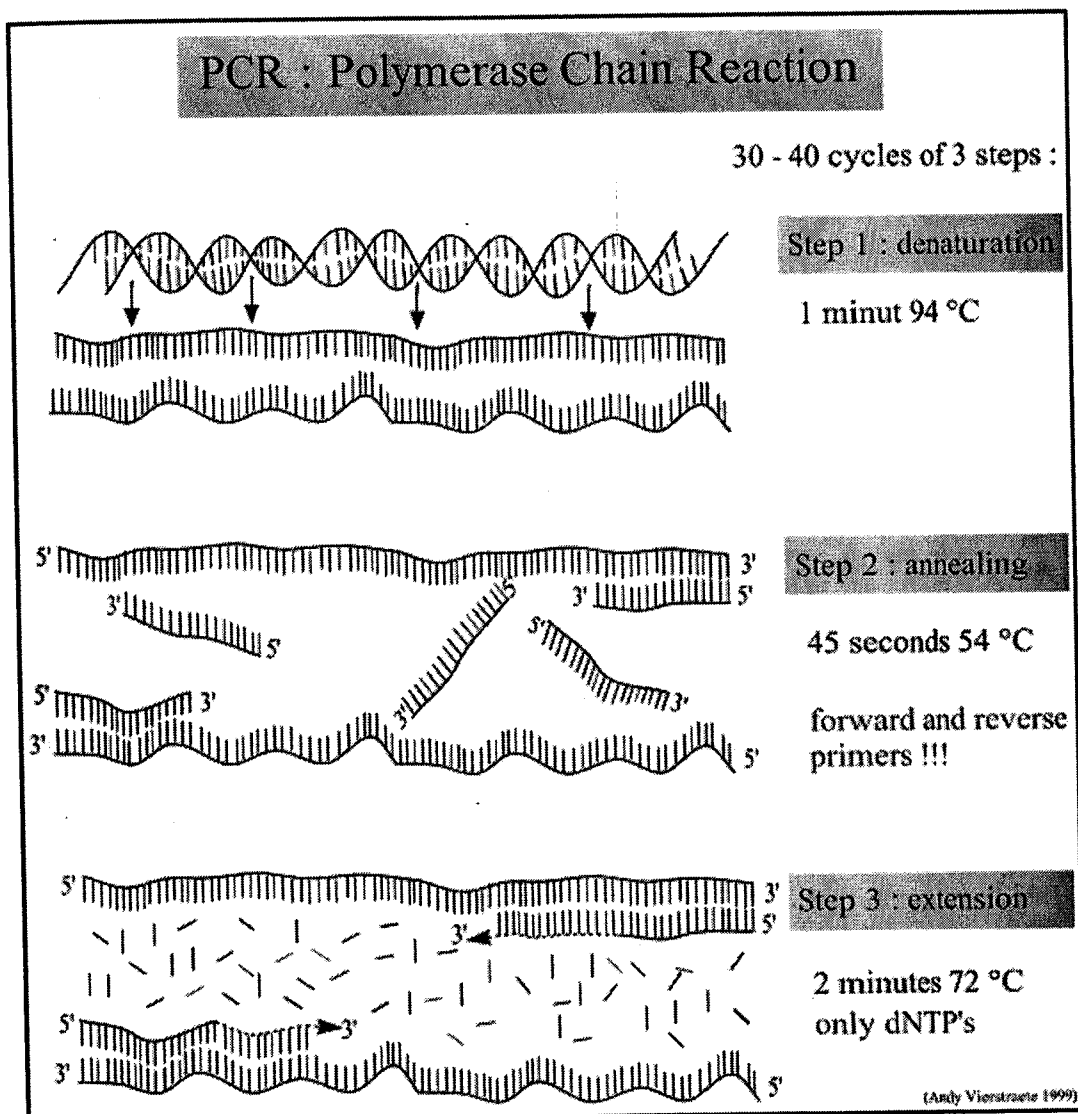 PCR : Polymerase Chain Reaction
30 - 40 cycles of 3 steps :
Step 1 : denaturation
1 minut 94 °C
5'
3'
Step 2 : annealing
3'
5'
3'
5'
5'
5'
45 seconds 54 °C
5'
3'
3'
3'
forward and reverse
3'
5'
primers !!!
5'
3'
Step 3 : extension
3'
5'
2 minutes 72 °C
only dNTP's
5'
3'
3'
5'
(Andy Vierstraete 1999)